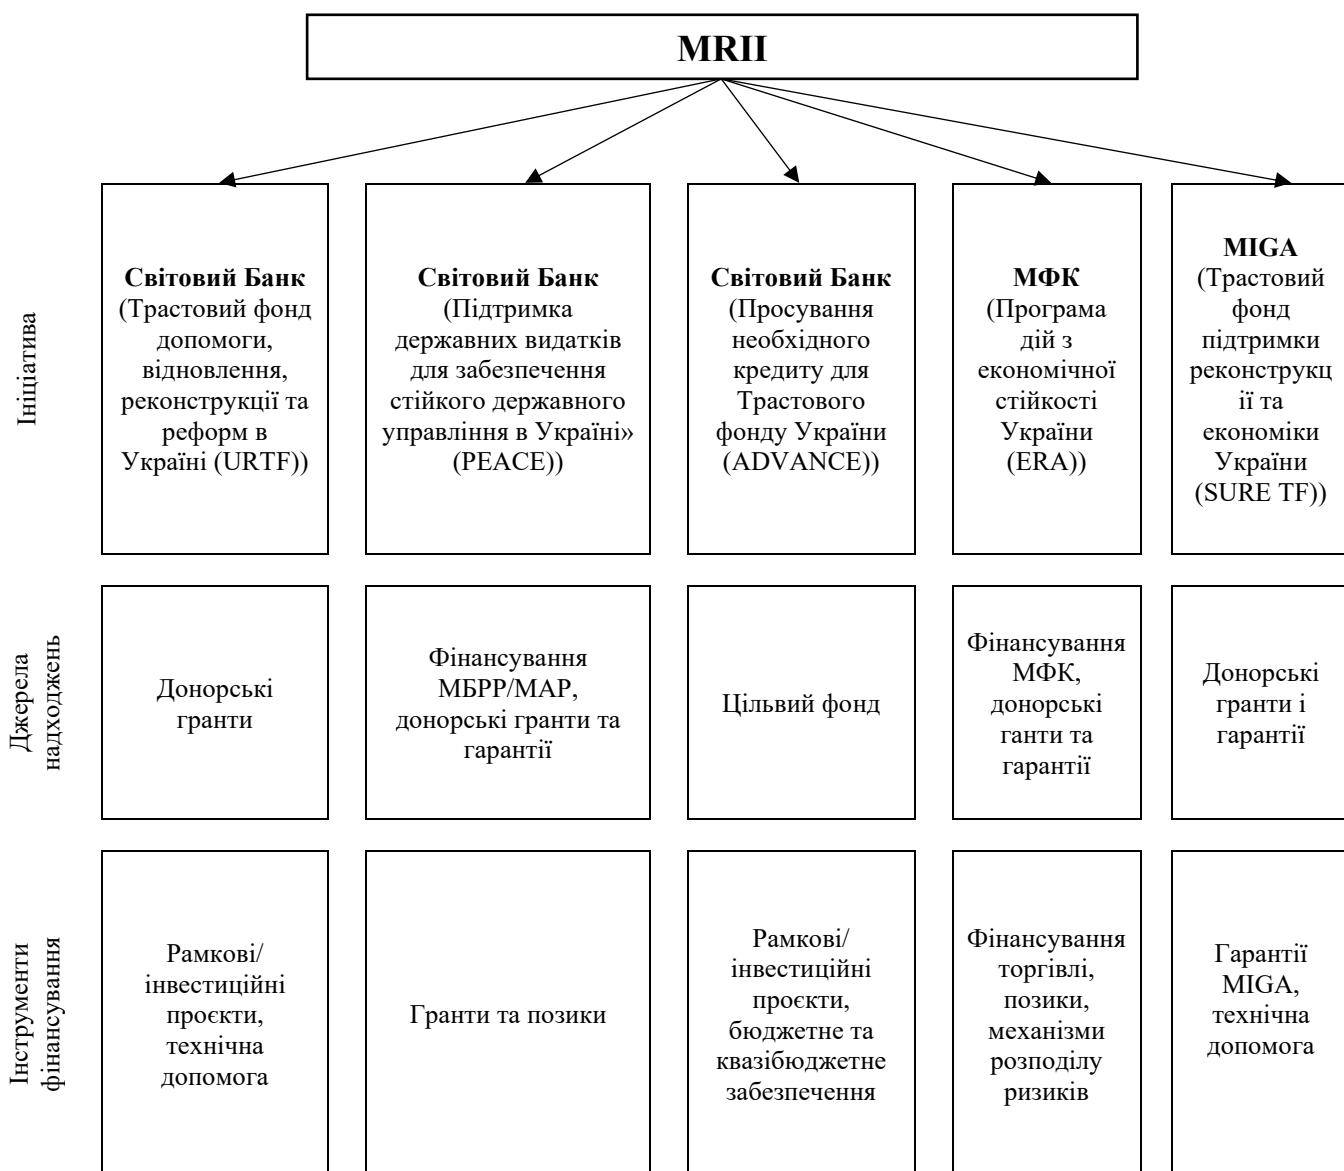 MRII
Ініціатива
Світовий Банк
(Трастовий фонд
допомоги,
відновлення,
реконструкції та
реформ в
Україні (URTF))
Світовий Банк
(Підтримка
державних видатків
для забезпечення
стійкого державного
управління в Україні»
(PEACE))
Світовий Банк
(Просування
необхідного
кредиту для
Трастового
фонду України
(ADVANCE))
МФК
(Програма
дій з
економічної
стійкості
України
(ERA))
MIGA
(Трастовий
фонд
підтримки
реконструкц
ії та
економіки
України
(SURE TF))
Джерела
надходжень
Донорські
гранти
Фінансування
МБРР/МАР,
донорські гранти та
гарантії
Цільвий фонд
Фінансування
МФК,
донорські
ганти та
гарантії
Донорські
гранти і
гарантії
Інструменти
фінансування
Рамкові/
інвестиційні
проєкти,
технічна
допомога
Гранти та позики
Рамкові/
інвестиційні
проєкти,
бюджетне та
квазібюджетне
забезпечення
Фінансування
торгівлі,
позики,
механізми
розподілу
ризиків
Гарантії
MIGA,
технічна
допомога